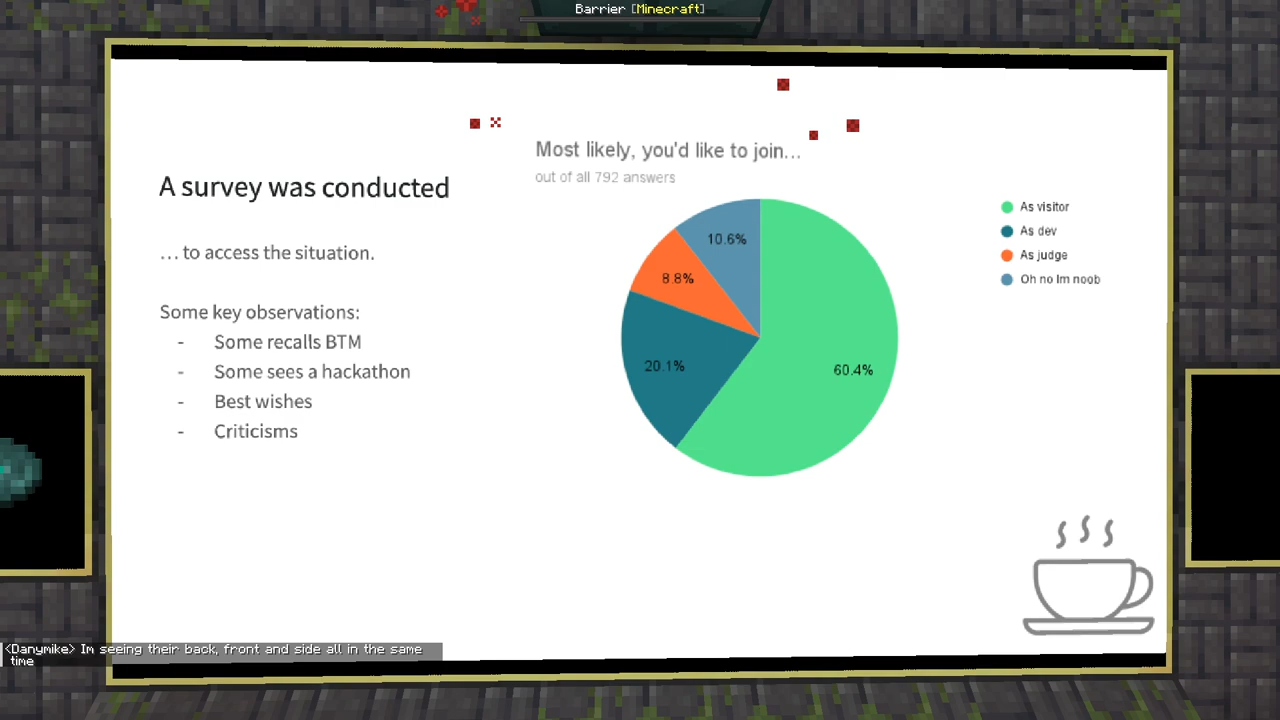 Barrier [Minecraft]
Most likely, you'd like to join...
out of all 792 answers
A survey was conducted
... to access the situation.
Some key observations:
- Some recalls BTM
- Some sees a hackathon
- Best wishes
- Criticisms
10.6%
8.8%
20.1%
60.4%
As visitor
As dev
As judge
Oh no Im noob
<Danymike> Im seeing their back, front and side all in the same
time